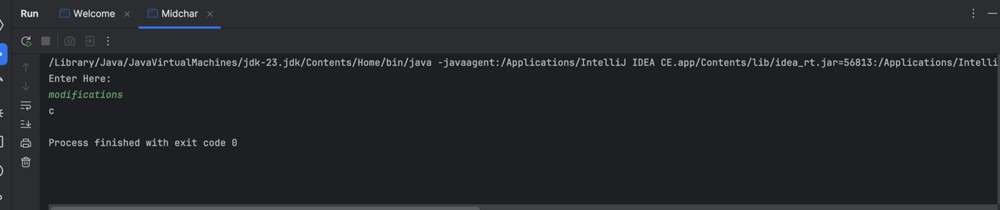 Run Welcome Midchar
/Library/Java/JavaVirtualMachines/jdk-23.jdk/Contents/Home/bin/java -javaagent:/Applications/IntelliJ IDEA CE.app/Contents/lib/idea_rt.jar=56813:/Applications/Intelli
Enter Here:
modifications
c
Process finished with exit code 0